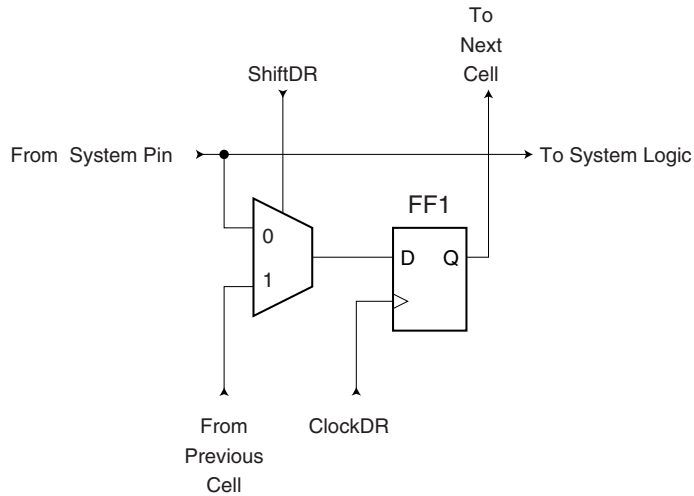 To
Next
Cell
ShiftDR
From System Pin
To System Logic
FF1
0
D Q
1
From
Previous
Cell
ClockDR